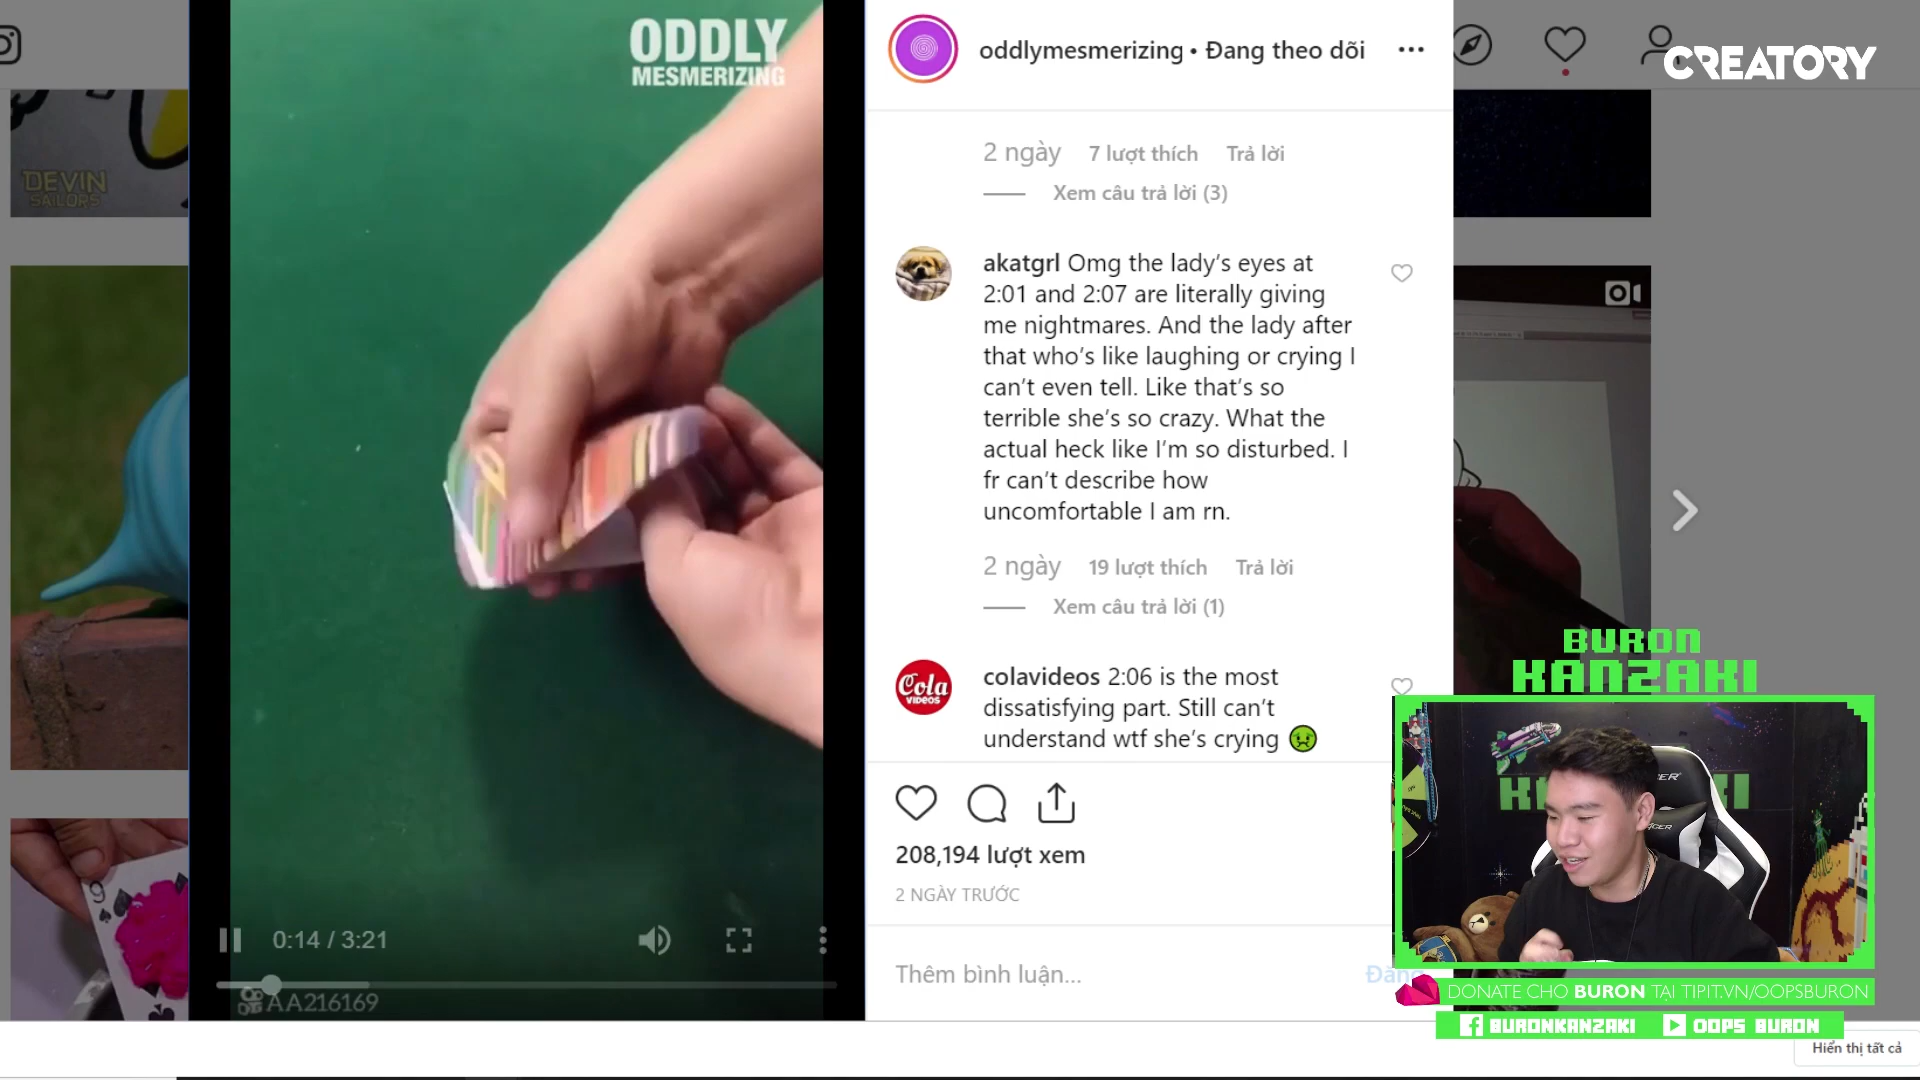 ODDLY
MESMERIZING
oddlymesmerizing • Đang theo dõi
CREATORY
DEVIN
SAILORS
2 ngày 7 lượt thích Trả lời
Xem câu trả lời (3)
akatgrl Omg the lady's eyes at
2:01 and 2:07 are literally giving
me nightmares. And the lady after
that who's like laughing or crying I
can't even tell. Like that's so
terrible she's so crazy. What the
actual heck like I'm so disturbed. I
fr can't describe how
uncomfortable I am rn.
2 ngày 19 lượt thích Trả lời
Xem câu trả lời (1)
Cola
VIDEOS
colavideos 2:06 is the most
dissatisfying part. Still can't
understand wtf she's crying 🤢
208,194 lượt xem
2 NGÀY TRƯỚC
Thêm bình luận...
Đăng
0:14 / 3:21
AA216169
9
BURON
KANZAKI
DONATE CHO BURON TẠI TIPIT.VN/OOPSBURON
BURONKANZAKI OOPS BURON
Hiển thị tất cả